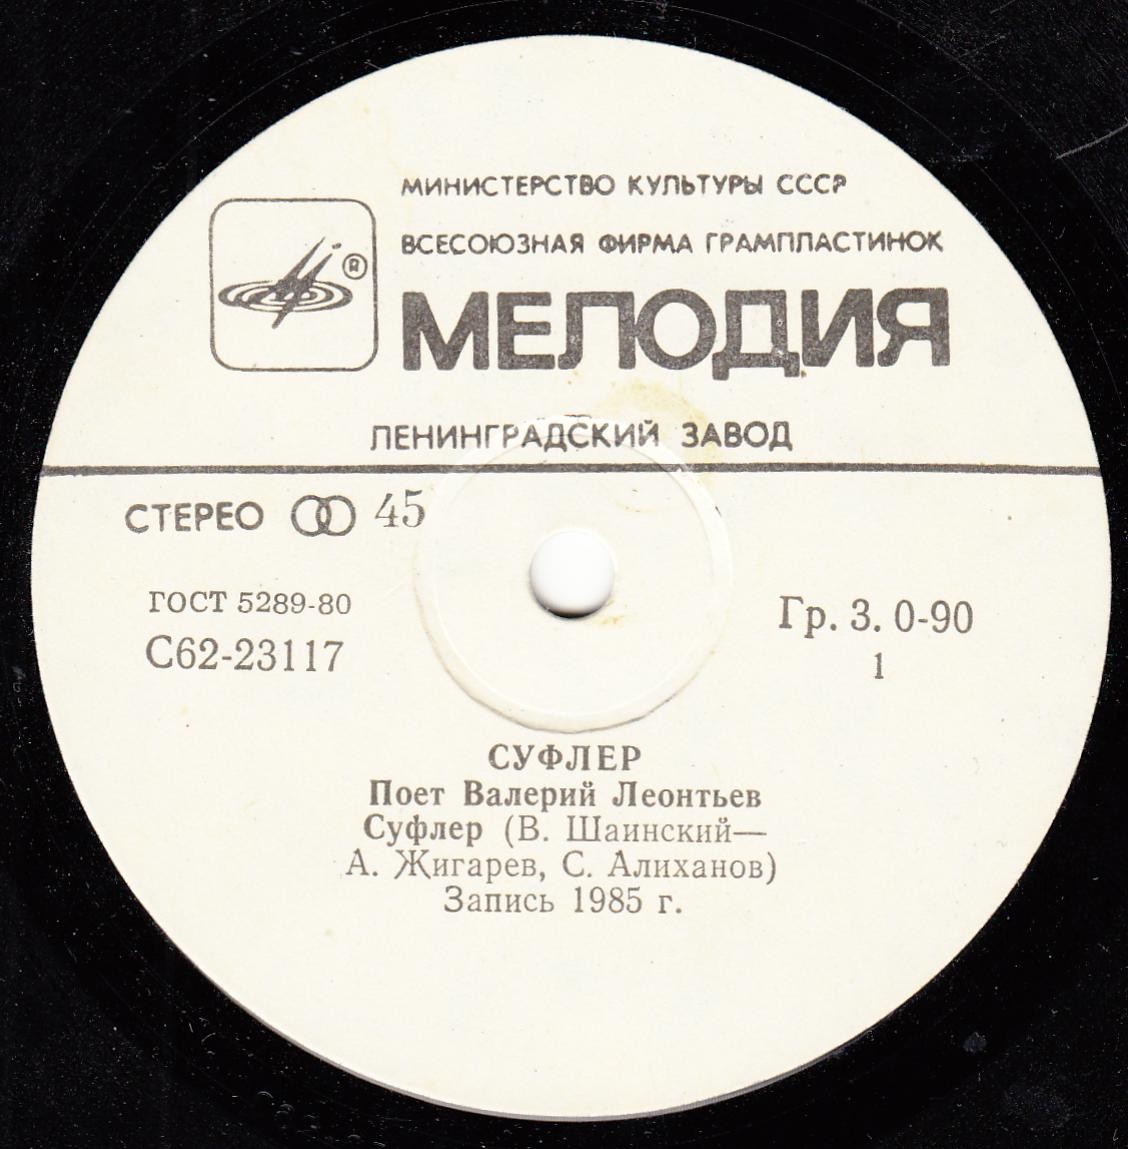 МИНИСТЕРСТВО КУЛЬТУРЫ СССР
ВСЕСОЮЗНАЯ ФИРМА ГРАМПЛАСТИНОК
®
МЕЛОДИЯ
ЛЕНИНГРАДСКИЙ ЗАВОД
СТЕРЕО 45
ГОСТ 5289-80
С62-23117
Гр. 3. 0-90
1
СУФЛЕР
Поет Валерий Леонтьев
Суфлер (В. Шаинский—
А. Жигарев, С. Алиханов)
Запись 1985 г.